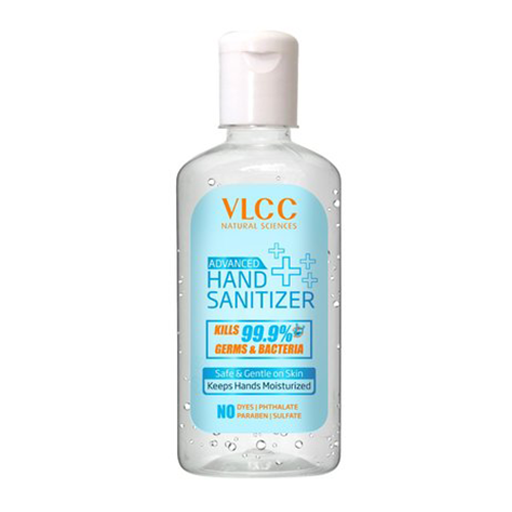 VLCC
NATURAL SCIENCES
ADVANCED
HAND
SANITIZER
KILLS 99.9%
GERMS & BACTERIA
Safe & Gentle on Skin
Keeps Hands Moisturized
NO DYES | PHTHALATE
PARABEN | SULFATE